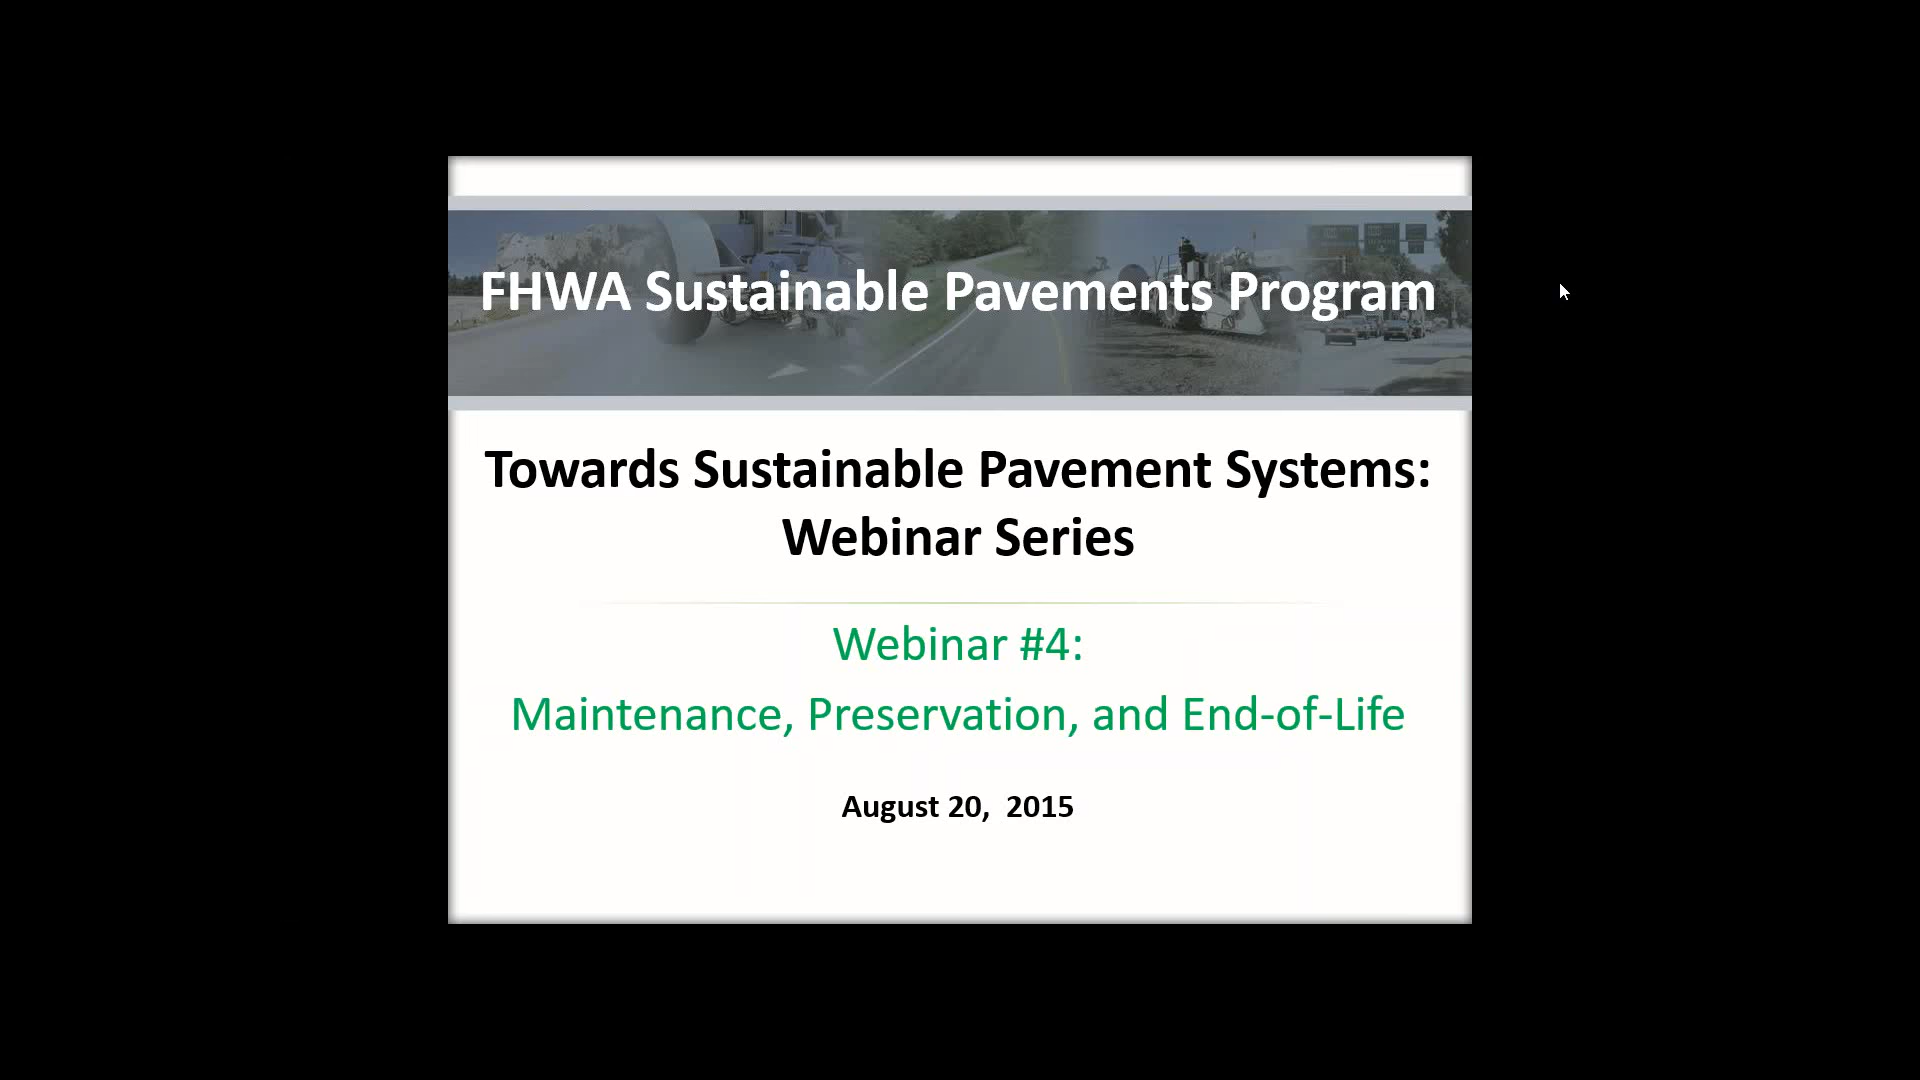 FHWA Sustainable Pavements Program
Towards Sustainable Pavement Systems:
Webinar Series
Webinar #4:
Maintenance, Preservation, and End-of-Life
August 20,  2015